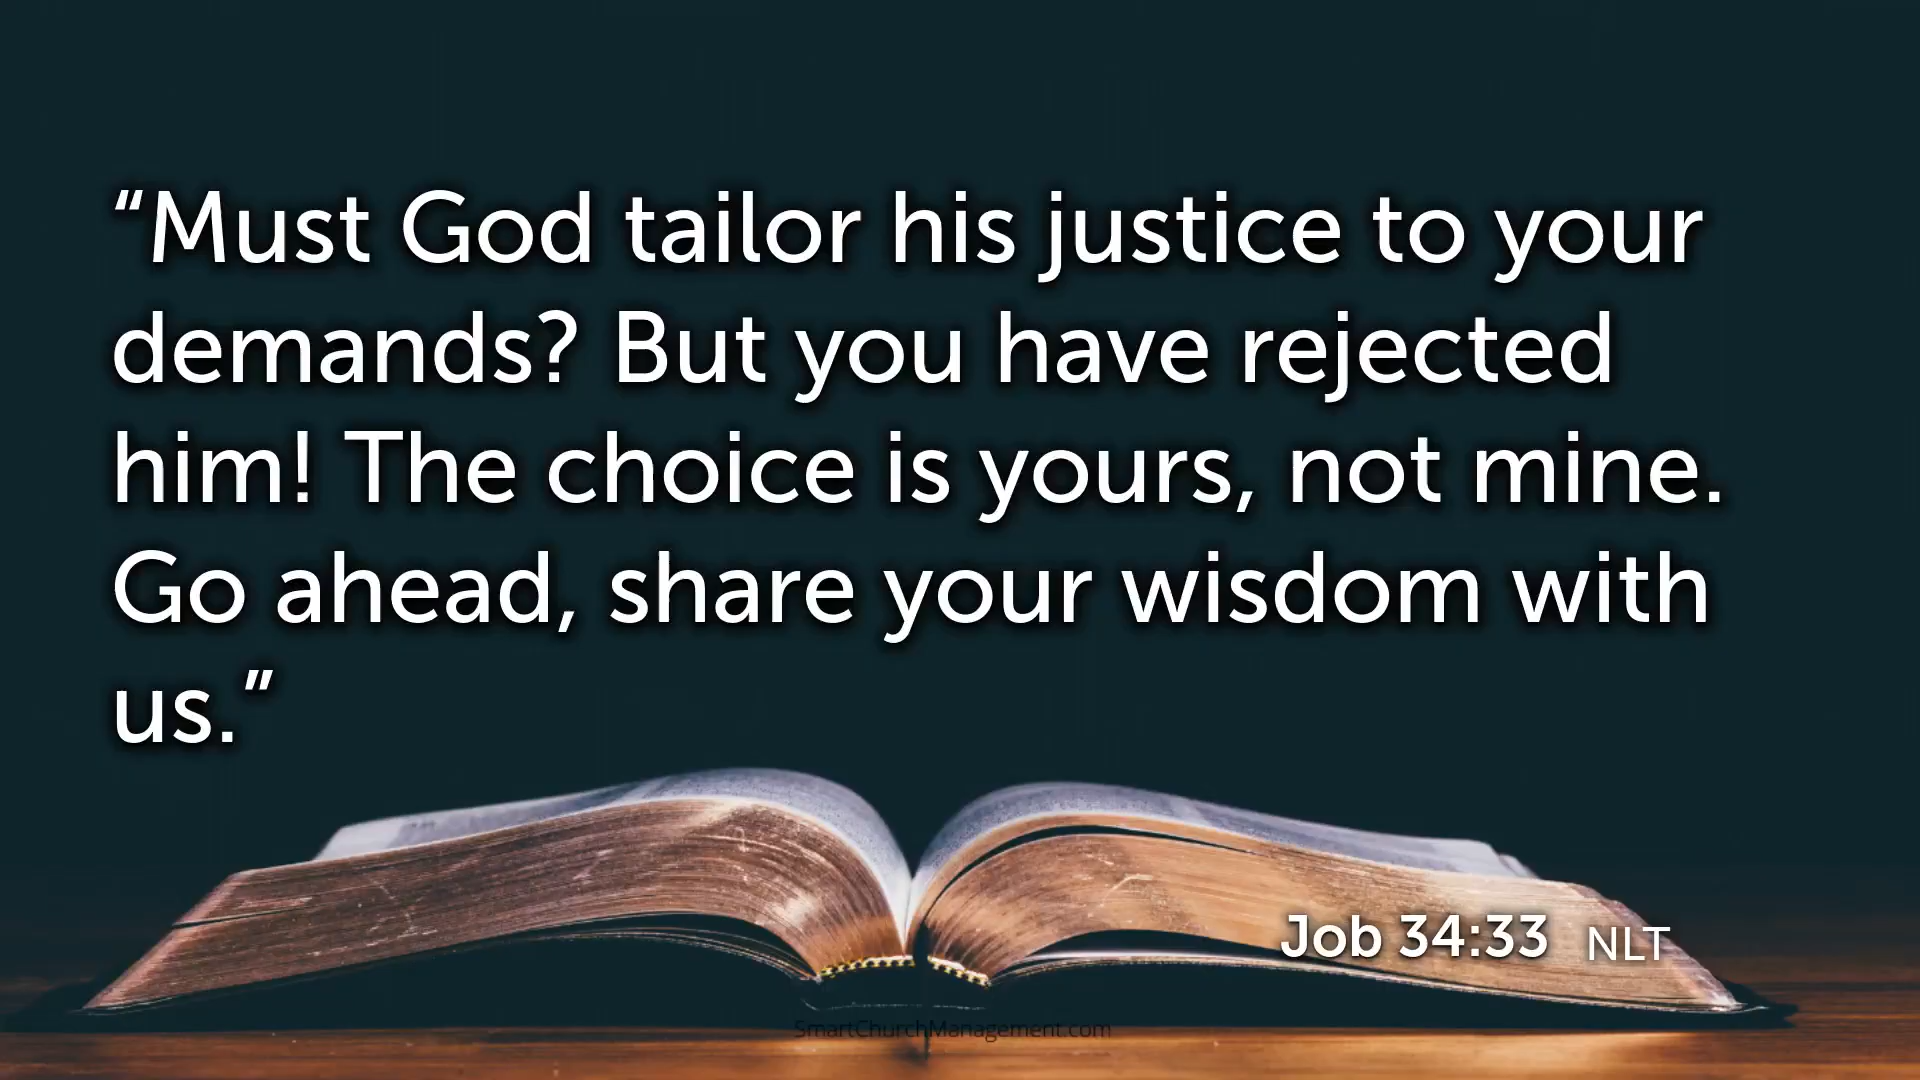 “Must God tailor his justice to your
demands? But you have rejected
him! The choice is yours, not mine.
Go ahead, share your wisdom with
us.”
Job 34:33 NLT
SmartChurchManagement.com